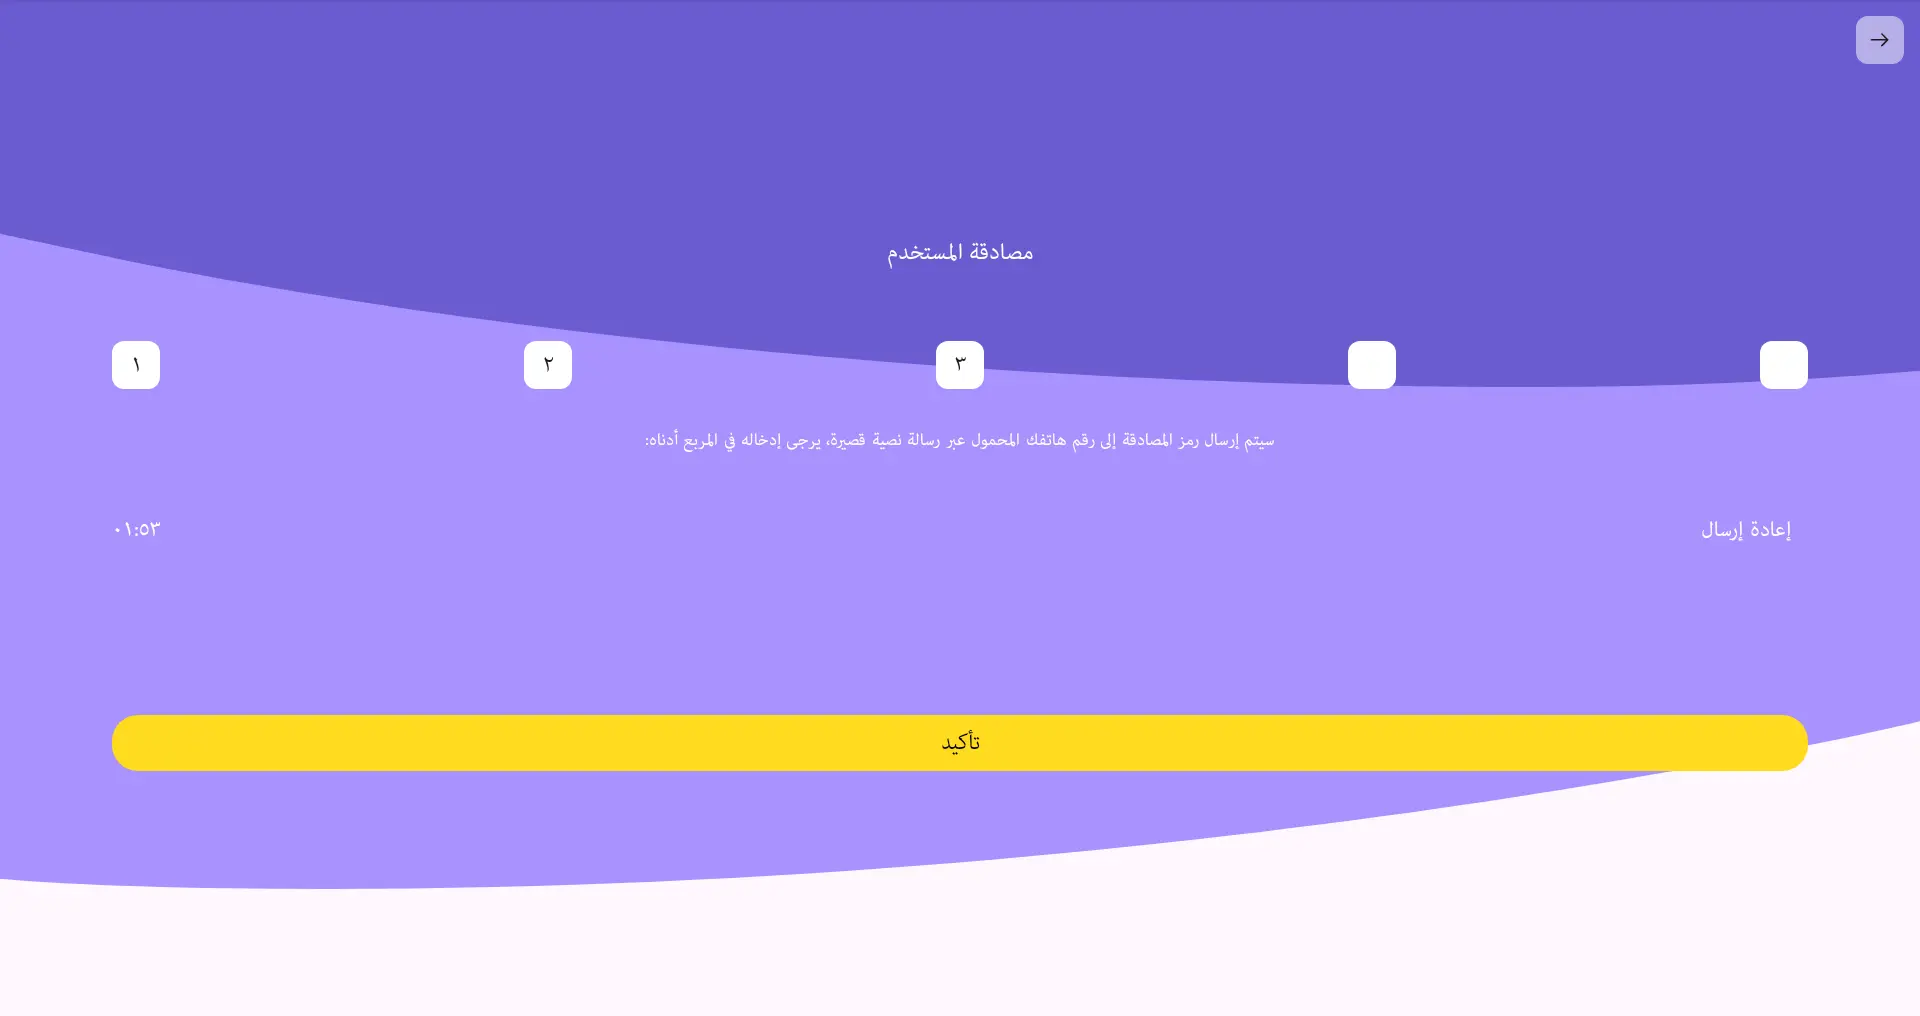 مصادقة المستخدم
١ ٢ ٣
سيتم إرسال رمز المصادقة إلى رقم هاتفك المحمول عبر رسالة نصية قصيرة، يرجى إدخاله في المربع أدناه:
إعادة إرسال
٠١:٥٣
تأكيد